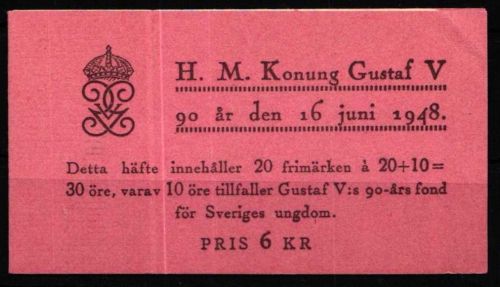 H. M. Konung Gustaf V
90 år den 16 juni 1948.
Detta häfte innehåller 20 frimärken à 20+10=
30 öre, varav 10 öre tillfaller Gustaf V:s 90-års fond
för Sveriges ungdom.
PRIS 6 KR